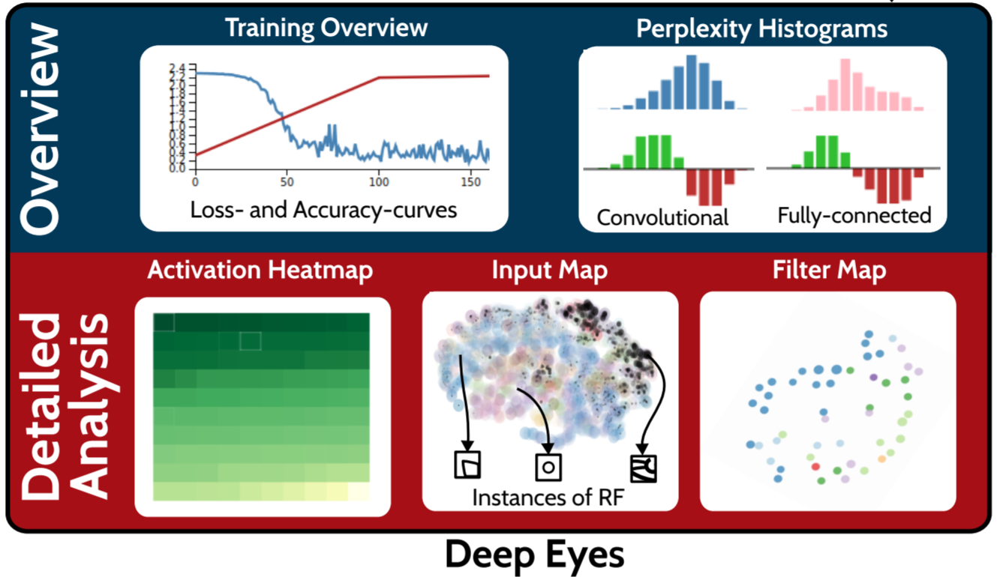 Overview
Training Overview
2.4
2.2
2.0
1.8
1.6
1.4
1.2
1.0
0.8
0.6
0.4
0.2
0.0
0
50
100
150
Loss- and Accuracy-curves
Perplexity Histograms
Convolutional
Fully-connected
Detailed
Analysis
Activation Heatmap
Input Map
Instances of RF
Filter Map
Deep Eyes